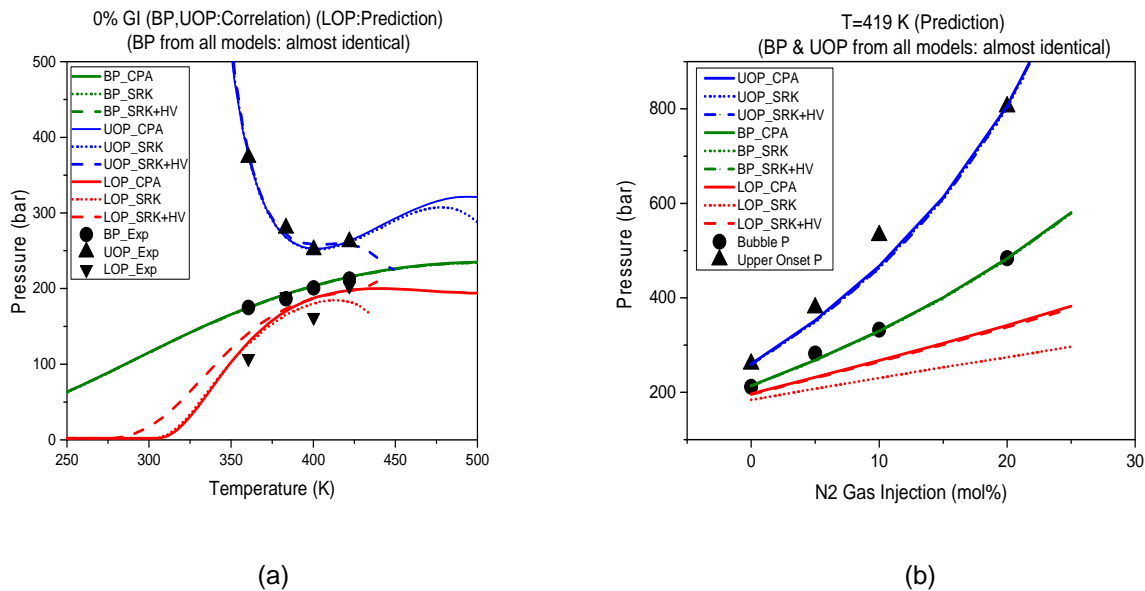 0% GI (BP,UOP:Correlation) (LOP:Prediction)
(BP from all models: almost identical)
500
400
300
200
100
0
250
300
350
400
450
500
Pressure (bar)
Temperature (K)
BP_CPA
BP_SRK
BP_SRK+HV
UOP_CPA
UOP_SRK
UOP_SRK+HV
LOP_CPA
LOP_SRK
LOP_SRK+HV
BP_Exp
UOP_Exp
LOP_Exp
(a)
T=419 K (Prediction)
(BP & UOP from all models: almost identical)
800
600
400
200
0
10
20
30
Pressure (bar)
N2 Gas Injection (mol%)
UOP_CPA
UOP_SRK
UOP_SRK+HV
BP_CPA
BP_SRK
BP_SRK+HV
LOP_CPA
LOP_SRK
LOP_SRK+HV
Bubble P
Upper Onset P
(b)